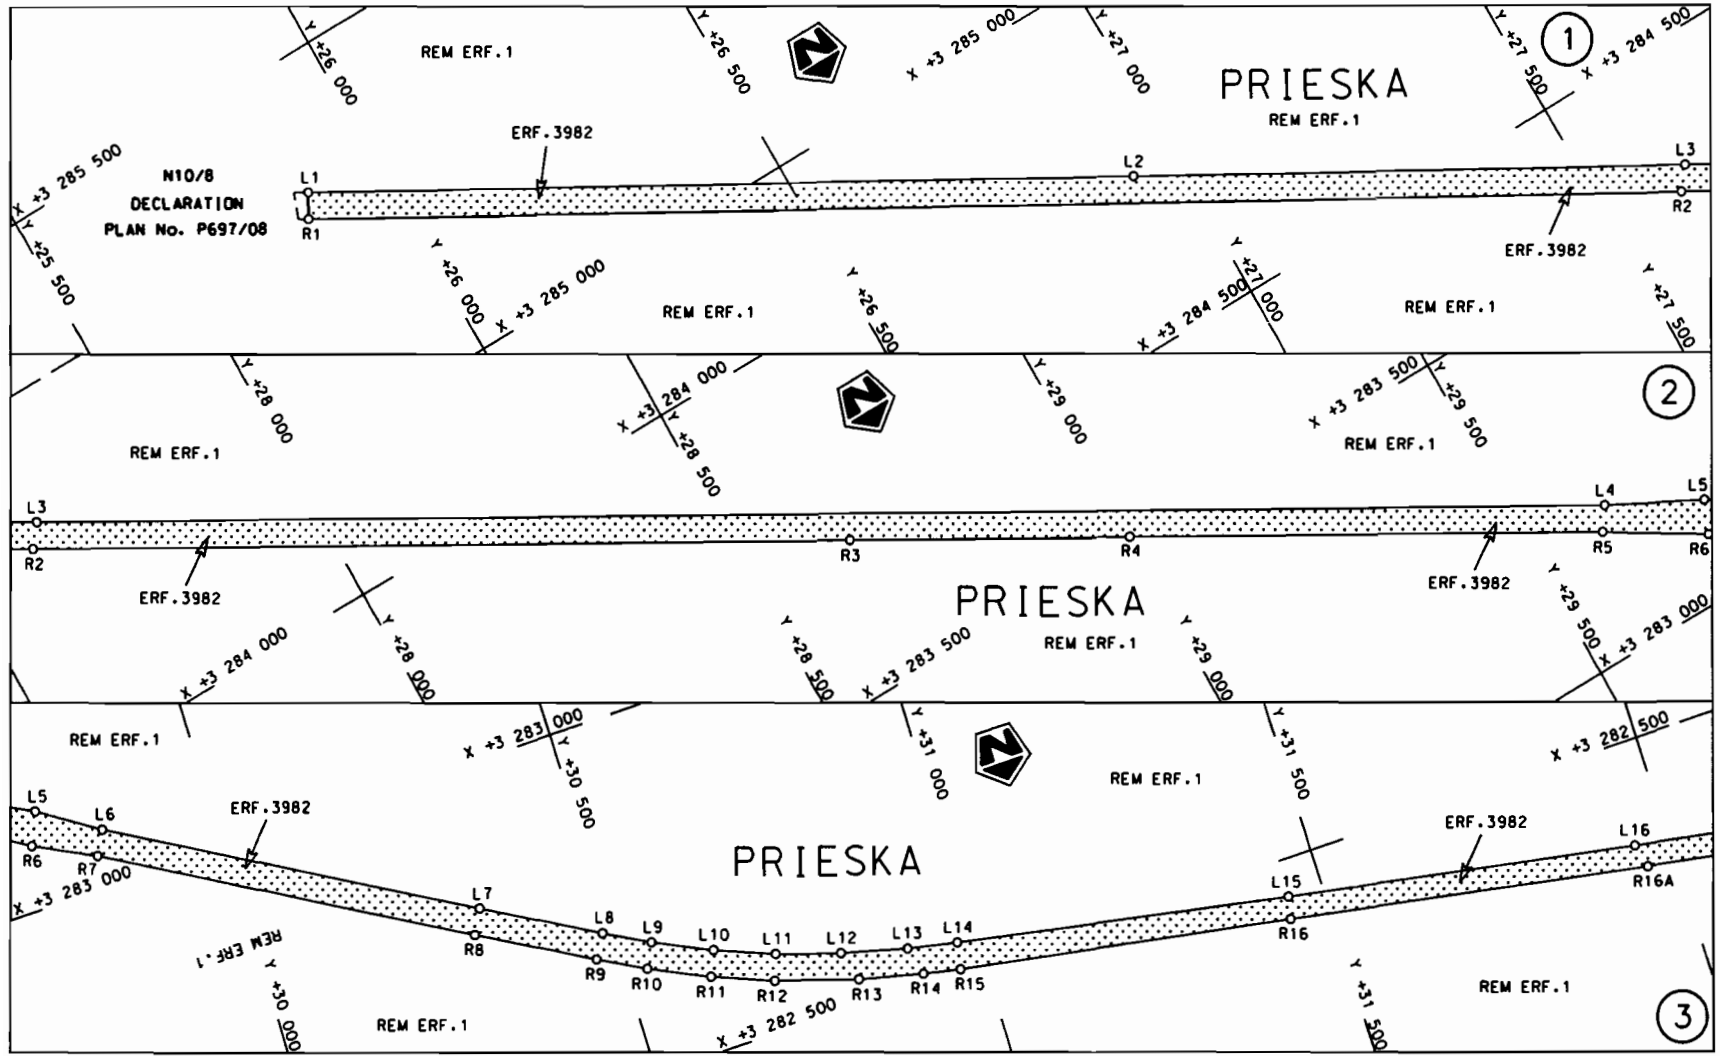 Y +26 000
REM ERF.1
Y +26 500
N
X +3 285 000
Y +27 000
Y +27 500
1
X +3 284 500
PRIESKA
REM ERF.1
ERF.3982
X +3 285 500
N10/8
DECLARATION
PLAN No. P697/08
L1
L2
L3
R1
R2
Y +25 500
ERF.3982
Y +26 000
X +3 285 000
REM ERF.1
Y +26 500
X +3 284 500
Y +27 000
REM ERF.1
Y +27 500
Y +28 000
X +3 284 000
N
Y +29 000
X +3 283 500
Y +29 500
2
REM ERF.1
Y +28 500
REM ERF.1
L3
L4
L5
R2
R3
R4
R5
R6
ERF.3982
ERF.3982
PRIESKA
REM ERF.1
X +3 284 000
Y +28 000
Y +28 500
X +3 283 500
Y +29 000
Y +29 500
X +3 283 000
REM ERF.1
X +3 283 000
Y +30 500
Y +31 000
N
REM ERF.1
Y +31 500
X +3 282 500
L5
L6
ERF.3982
ERF.3982
L16
R6
R7
PRIESKA
R16A
X +3 283 000
L7
L15
L8
L9
L10
L11
L12
L13
L14
R16
REM ERF.1
R8
R9
R10
R11
R12
R13
R14
R15
Y +30 000
REM ERF.1
X +3 282 500
Y +31 500
REM ERF.1
3